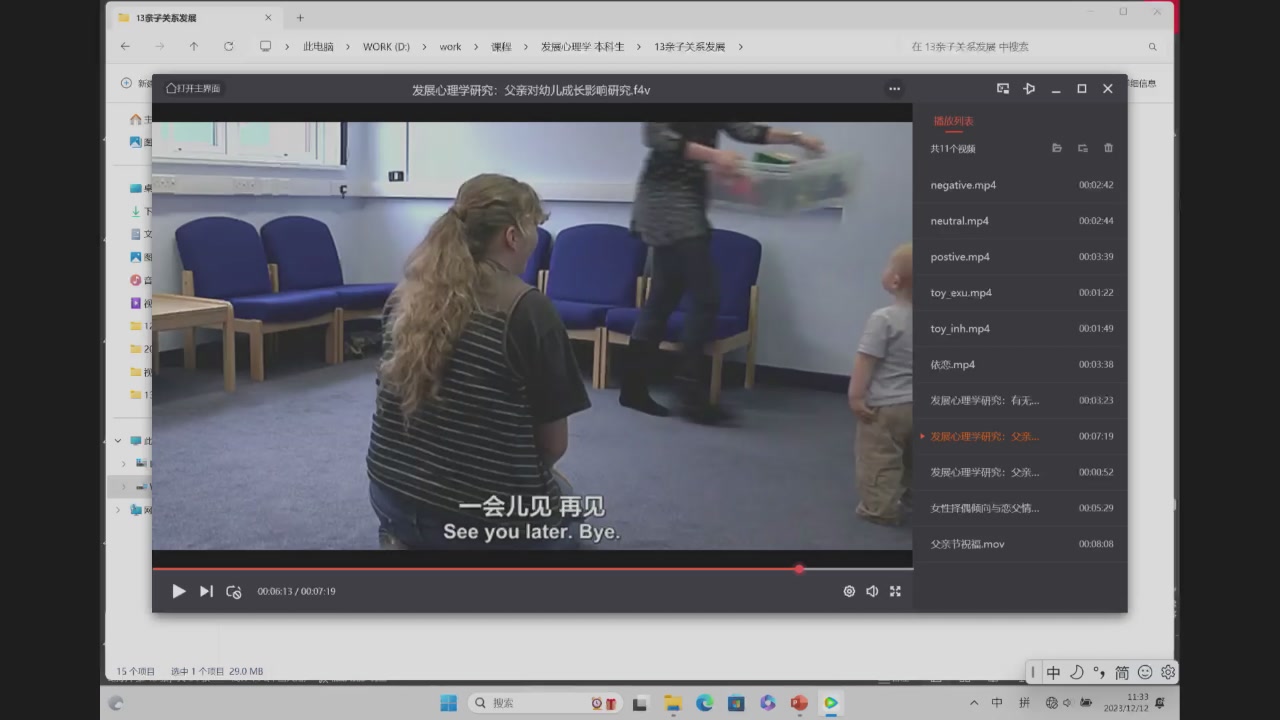 13亲子关系发展
此电脑
WORK (D:)
work
课程
发展心理学 本科生
13亲子关系发展
在 13亲子关系发展 中搜索
详细信息
打开主界面
发展心理学研究：父亲对幼儿成长影响研究.f4v
播放列表
共11个视频
negative.mp4 00:02:42
neutral.mp4 00:02:44
postive.mp4 00:03:39
toy_exu.mp4 00:01:22
toy_inh.mp4 00:01:49
依恋.mp4 00:03:38
发展心理学研究：有无... 00:03:23
发展心理学研究：父亲... 00:07:19
发展心理学研究：父亲... 00:00:52
女性择偶倾向与恋父情... 00:05:29
父亲节祝福.mov 00:08:08
一会儿见 再见
See you later. Bye.
00:06:13 / 00:07:19
15 个项目 选中 1 个项目 29.0 MB
中 简
搜索
中 拼
11:33
2023/12/12